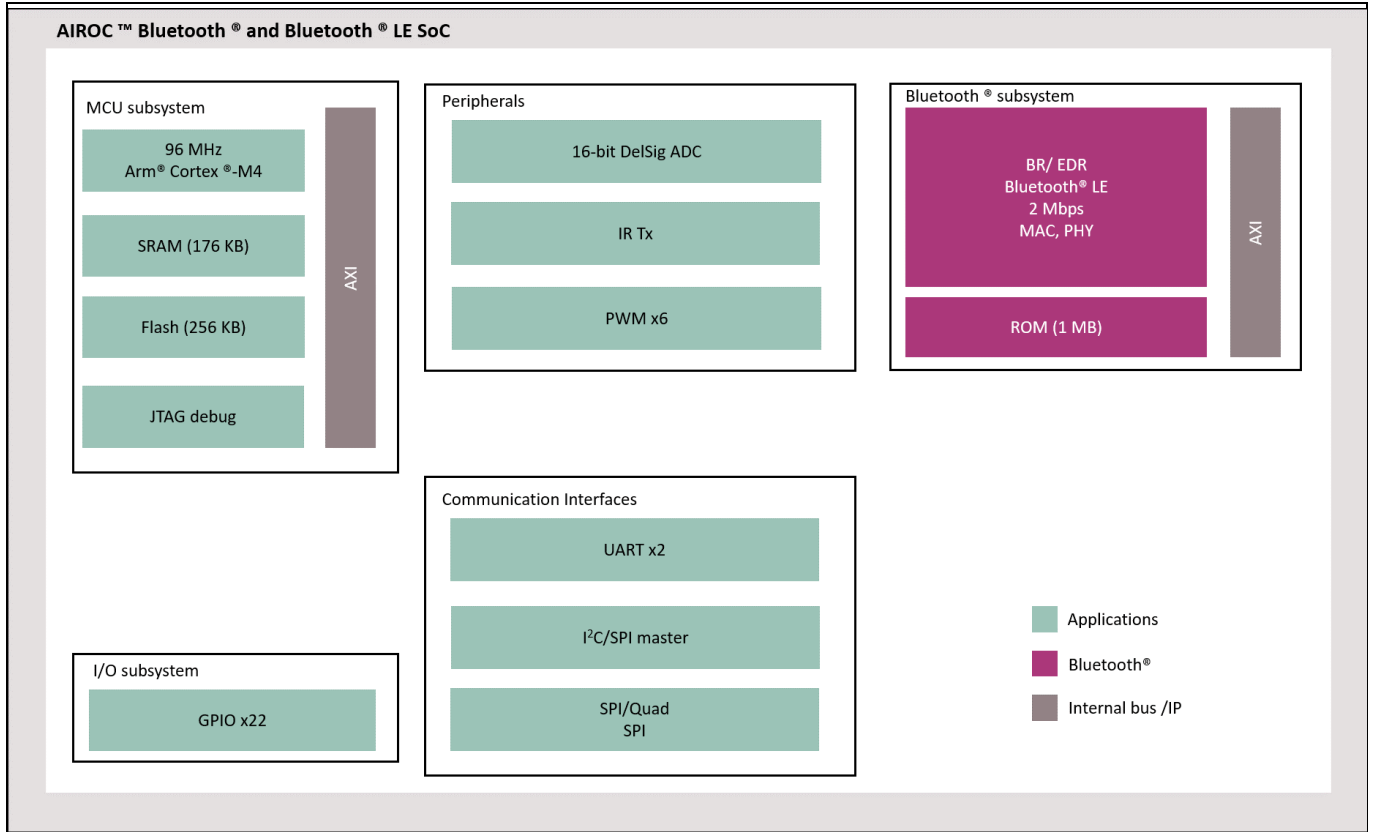 AIROC ™ Bluetooth ® and Bluetooth ® LE SoC
MCU subsystem
96 MHz
Arm® Cortex ®-M4
SRAM (176 KB)
Flash (256 KB)
JTAG debug
AXI
Peripherals
16-bit DelSig ADC
IR Tx
PWM x6
Bluetooth ® subsystem
BR/ EDR
Bluetooth® LE
2 Mbps
MAC, PHY
ROM (1 MB)
AXI
Communication Interfaces
UART x2
I²C/SPI master
SPI/Quad
SPI
I/O subsystem
GPIO x22
Applications
Bluetooth®
Internal bus /IP